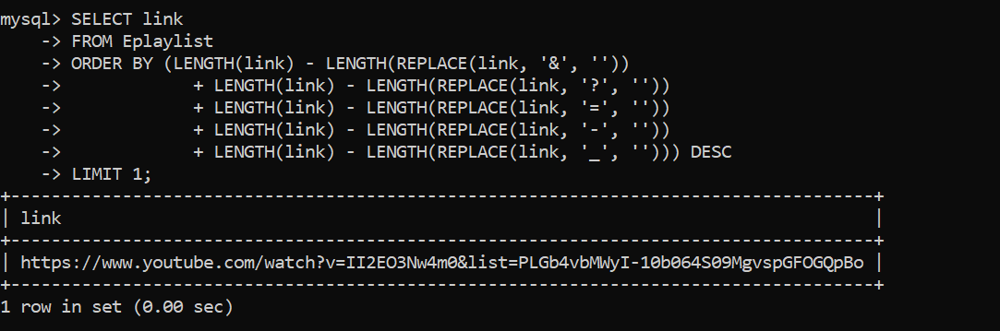 mysql> SELECT link
    -> FROM Eplaylist
    -> ORDER BY (LENGTH(link) - LENGTH(REPLACE(link, '&', ''))
    ->             + LENGTH(link) - LENGTH(REPLACE(link, '?', ''))
    ->             + LENGTH(link) - LENGTH(REPLACE(link, '=', ''))
    ->             + LENGTH(link) - LENGTH(REPLACE(link, '-', ''))
    ->             + LENGTH(link) - LENGTH(REPLACE(link, '_', ''))) DESC
    -> LIMIT 1;
+-------------------------------------------------------------------------------------+
| link                                                                                |
+-------------------------------------------------------------------------------------+
| https://www.youtube.com/watch?v=II2EO3Nw4m0&list=PLGb4vbMWyI-10b064S09MgvspGFOGQpBo |
+-------------------------------------------------------------------------------------+
1 row in set (0.00 sec)